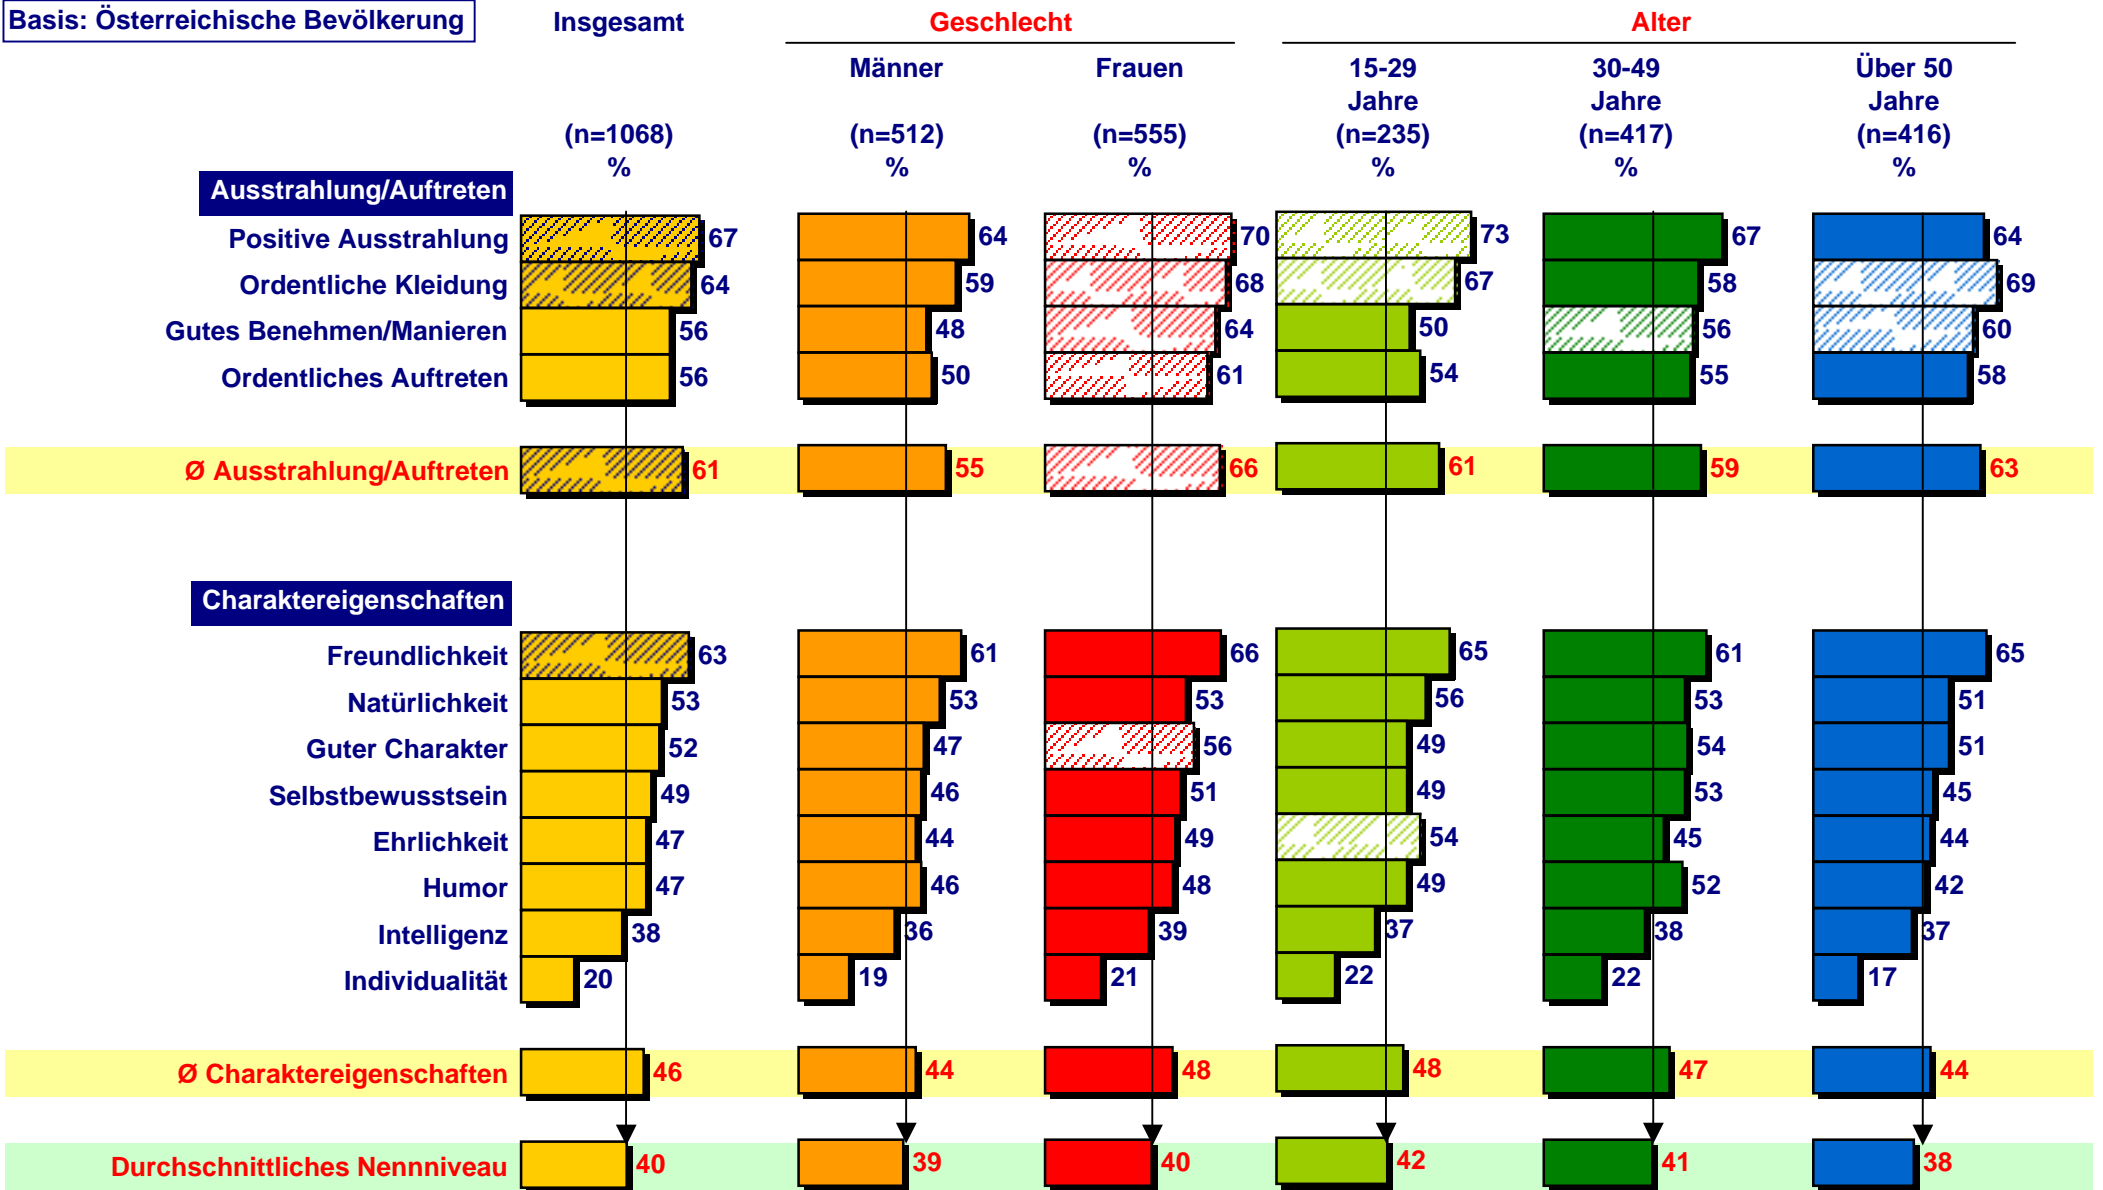 Basis: Österreichische Bevölkerung Insgesamt Geschlecht Alter
Männer Frauen 15-29 30-49 Über 50
Jahre Jahre Jahre
(n=1068) (n=512) (n=555) (n=235) (n=417) (n=416)
% % % % % %
Ausstrahlung/Auftreten
Positive Ausstrahlung 67 64 70 73 67 64
Ordentliche Kleidung 64 59 68 67 58 69
Gutes Benehmen/Manieren 56 48 64 50 56 60
Ordentliches Auftreten 56 50 61 54 55 58
Ø Ausstrahlung/Auftreten 61 55 66 61 59 63
Charaktereigenschaften
Freundlichkeit 63 61 66 65 61 65
Natürlichkeit 53 53 53 56 53 51
Guter Charakter 52 47 56 49 54 51
Selbstbewusstsein 49 46 51 49 53 45
Ehrlichkeit 47 44 49 54 45 44
Humor 47 46 48 49 52 42
Intelligenz 38 36 39 37 38 37
Individualität 20 19 21 22 22 17
Ø Charaktereigenschaften 46 44 48 48 47 44
Durchschnittliches Nennniveau 40 39 40 42 41 38